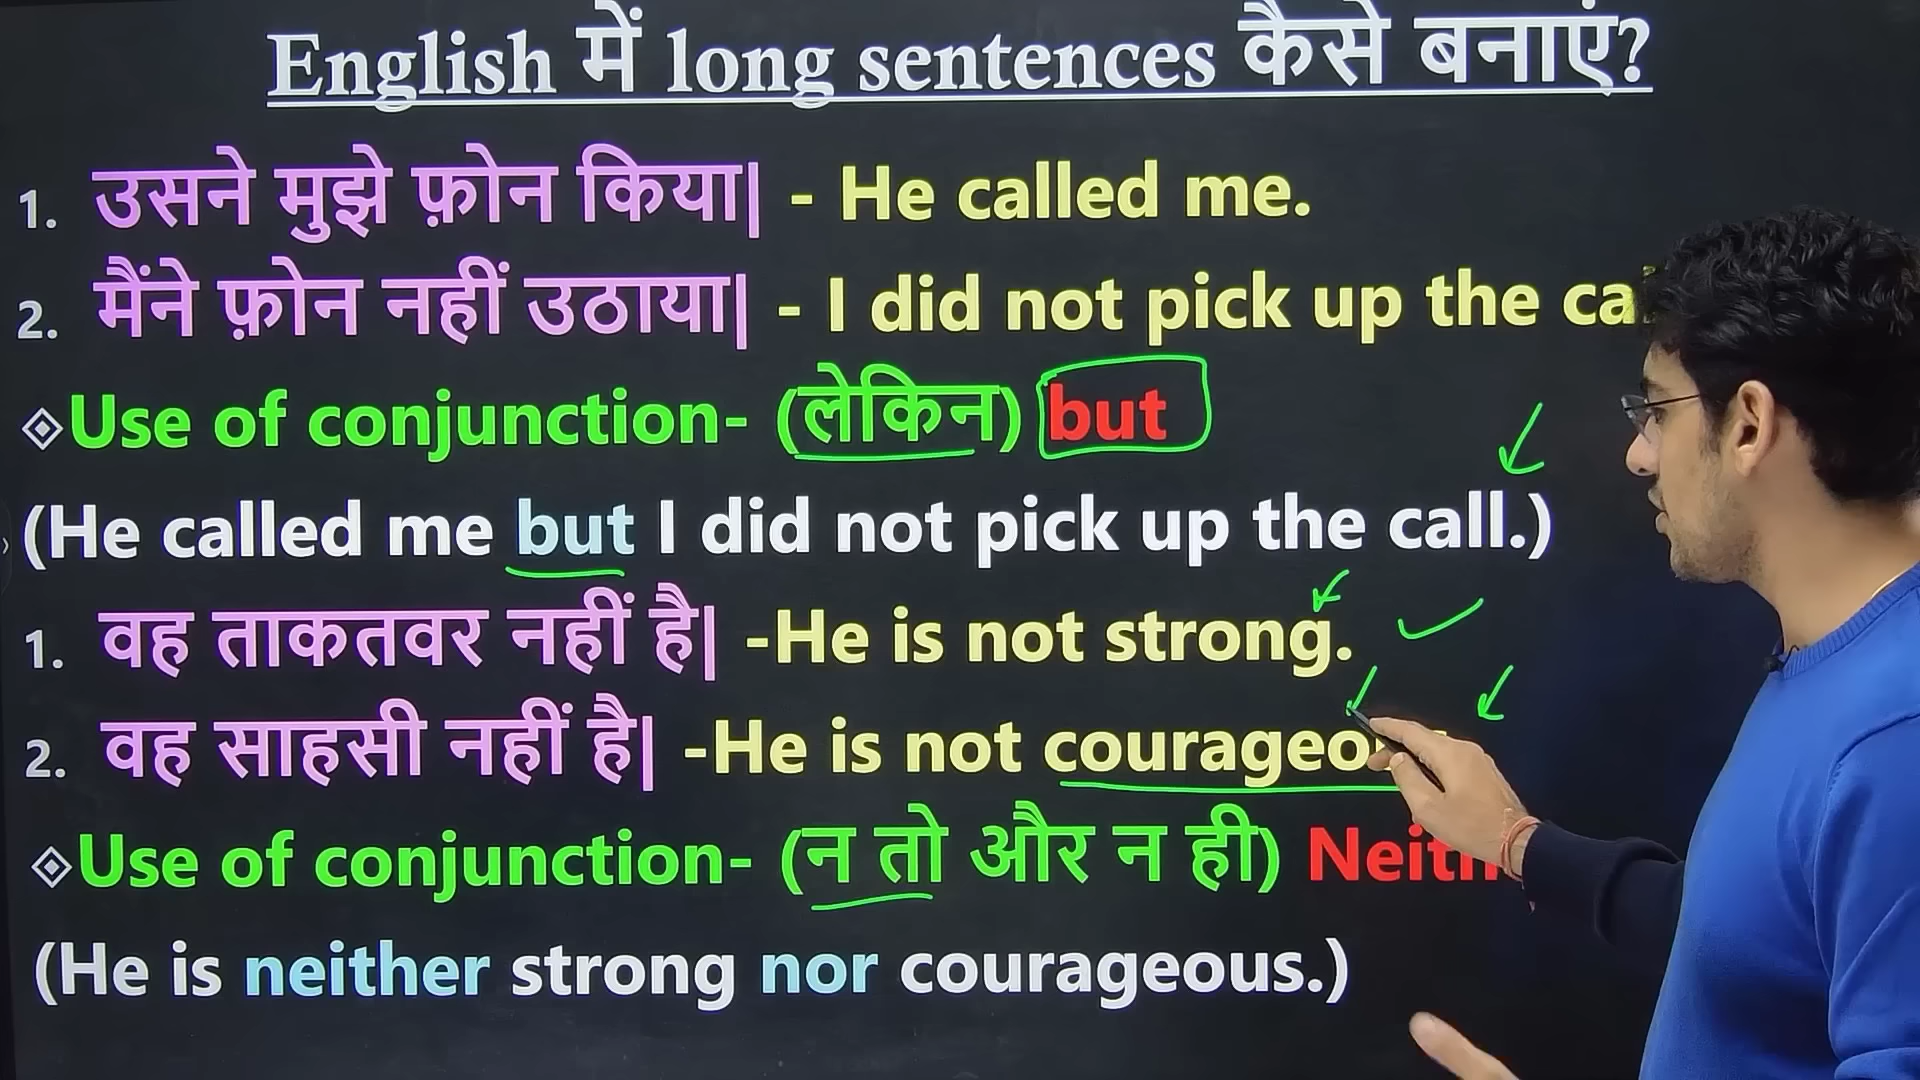 English में long sentences कैसे बनाएं?
1. उसने मुझे फ़ोन किया| - He called me.
2. मैंने फ़ोन नहीं उठाया| - I did not pick up the
Use of conjunction- (लेकिन) but
(He called me but I did not pick up the call.)
1. वह ताकतवर नहीं है| -He is not strong.
2. वह साहसी नहीं है| -He is not
Use of conjunction- (न तो और न ही)
(He is neither strong nor courageous.)